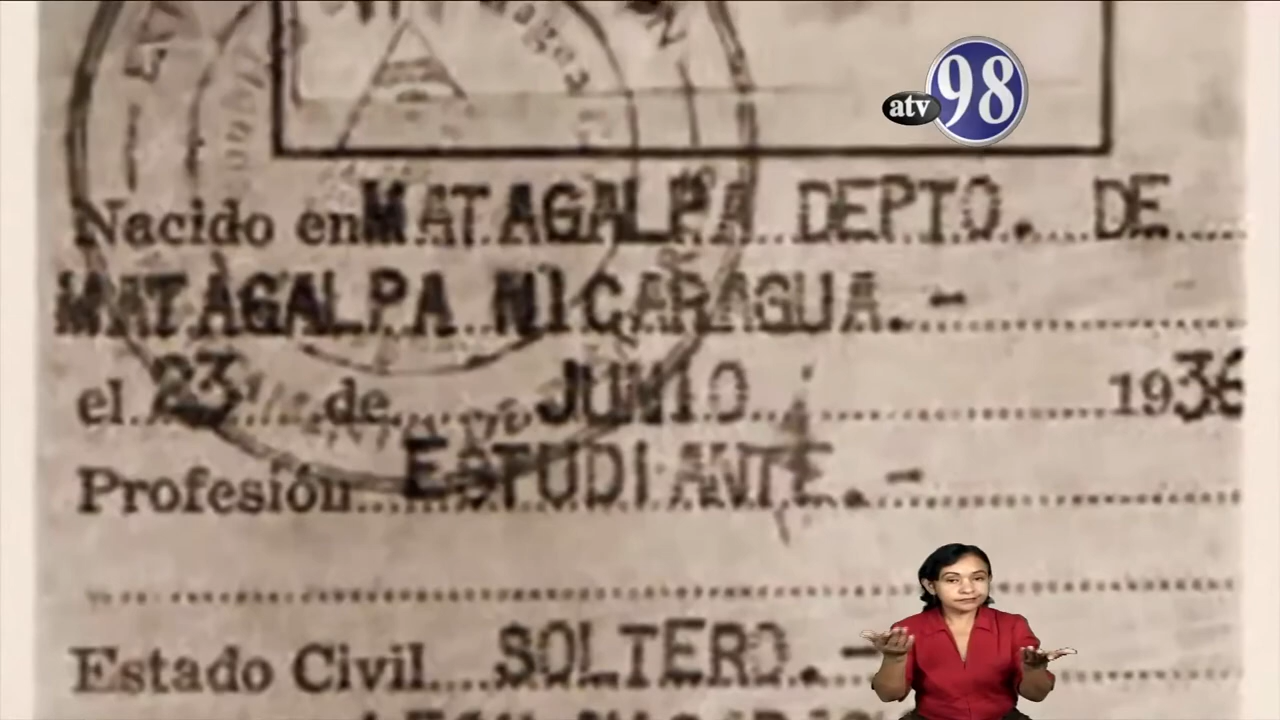 atv 98
Nacido en MATAGALPA DEPTO. DE
MATAGALPA NICARAGUA.-
el 23 de JUNIO 1936
Profesión ESTUDIANTE.-
Estado Civil SOLTERO.-